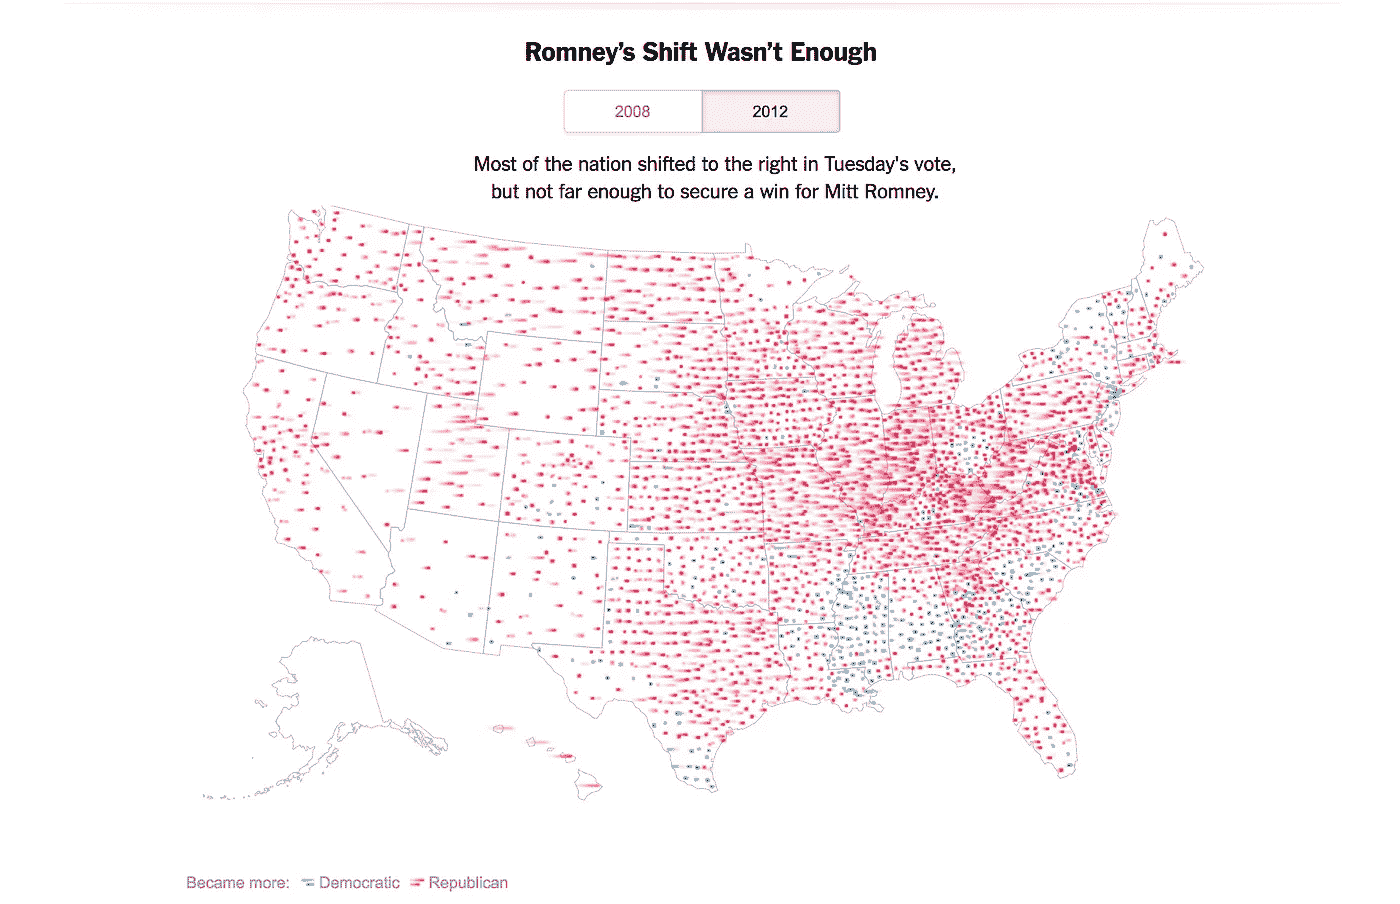 Romney’s Shift Wasn’t Enough
2008 2012
Most of the nation shifted to the right in Tuesday's vote,
but not far enough to secure a win for Mitt Romney.
Became more: Democratic Republican